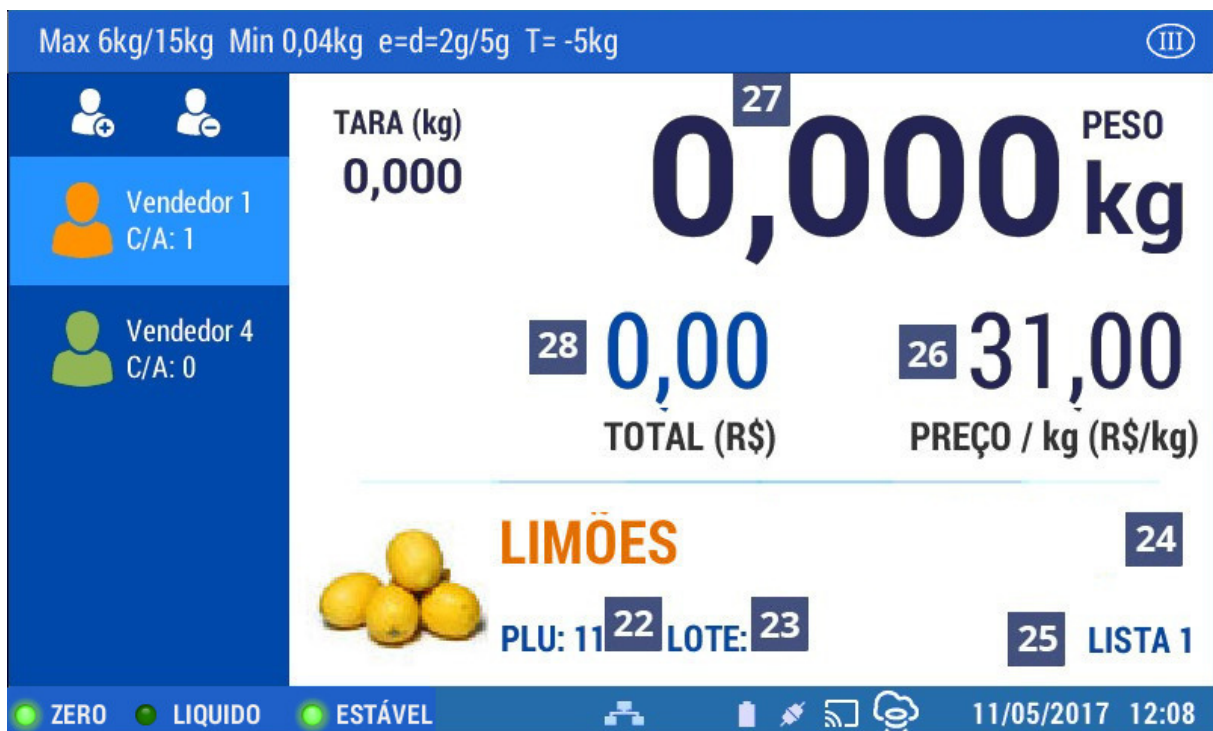 Max 6kg/15kg Min 0,04kg e=d=2g/5g T= -5kg III
TARA (kg)
0,000
27
0,000 kg
PESO
Vendedor 1
C/A: 1
Vendedor 4
C/A: 0
28 0,00
TOTAL (R$)
26 31,00
PREÇO / kg (R$/kg)
LIMÕES
24
PLU: 11 22 LOTE: 23
25 LISTA 1
ZERO LIQUIDO ESTÁVEL 11/05/2017 12:08